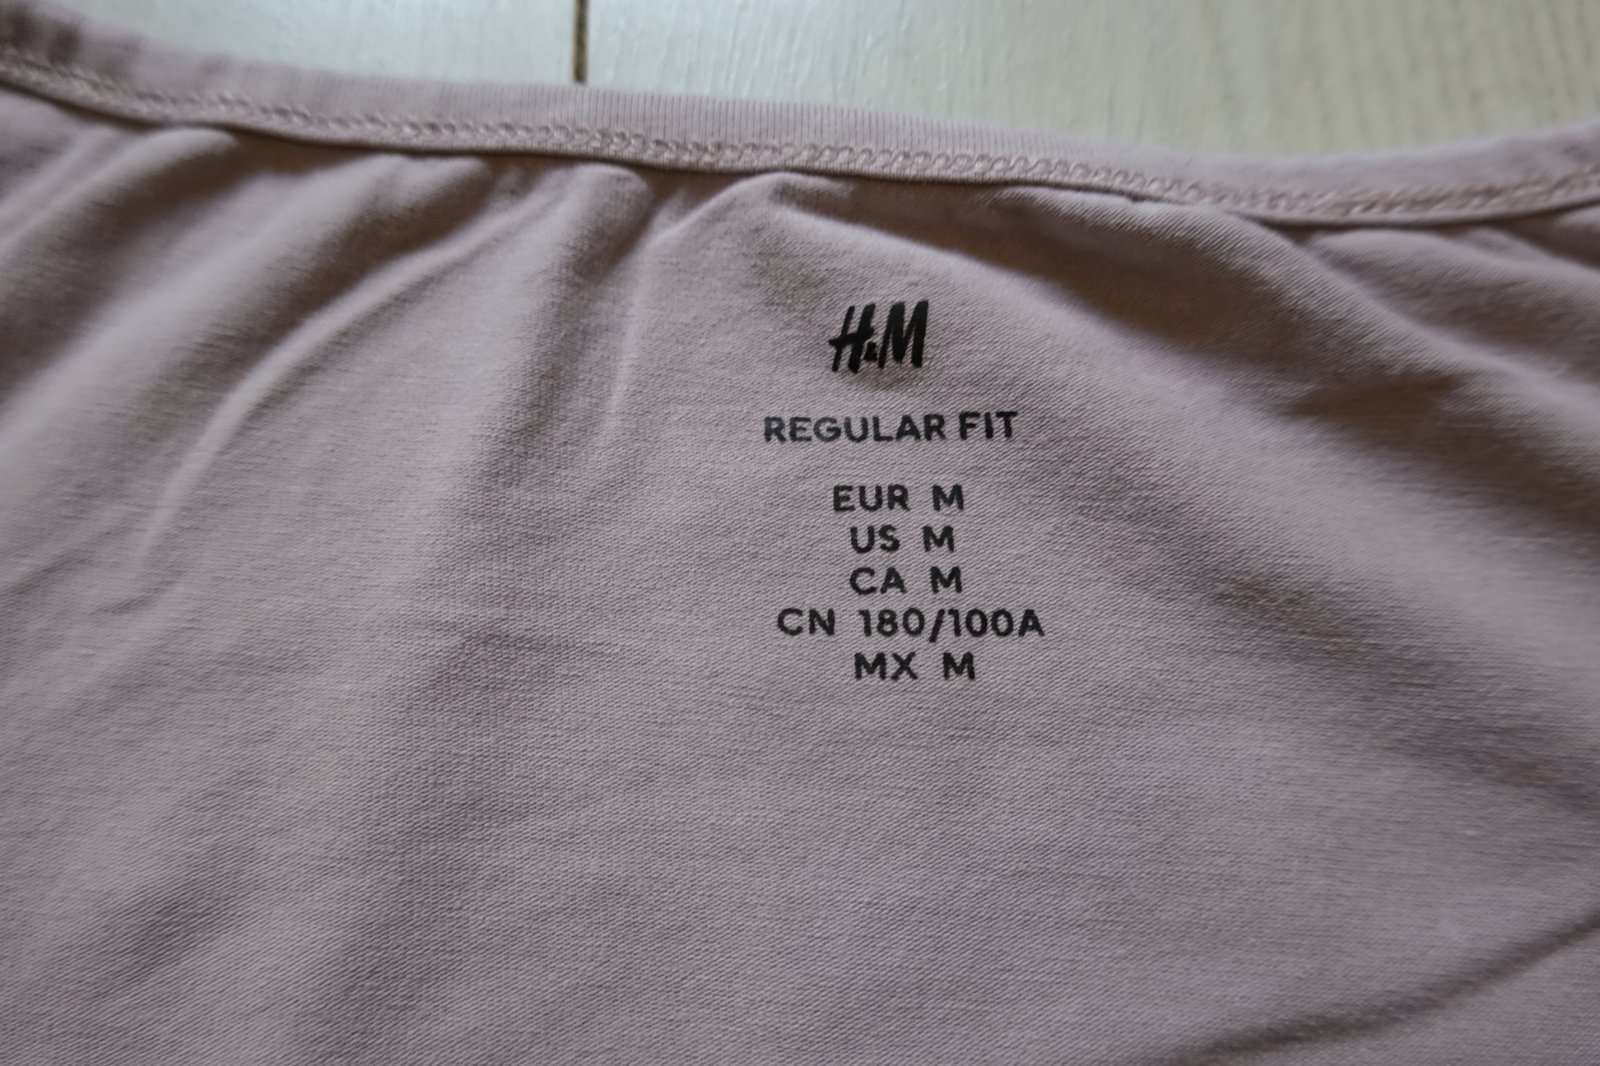 H&M
REGULAR FIT
EUR M
US M
CA M
CN 180/100A
MX M